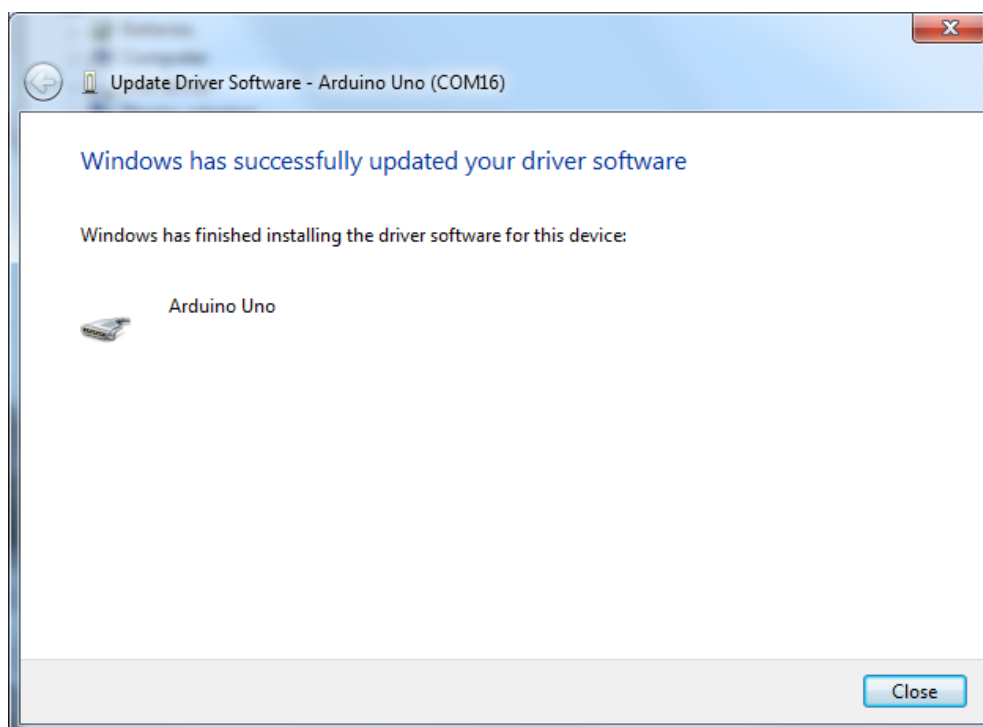 Computer
Update Driver Software - Arduino Uno (COM16)
Windows has successfully updated your driver software
Windows has finished installing the driver software for this device:
Arduino Uno
Close